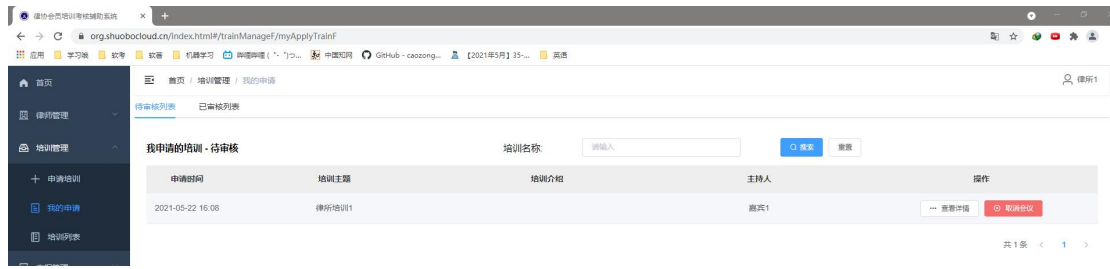 律协会员培训考核辅助系统
org.shuobocloud.cn/index.html#/trainManageF/myApplyTrainF
应用 学习娘 软考 软著 机器学习 哔哩哔哩 ( ゜- ゜)つ... 中国知网 GitHub - caozong... 【2021年5月】35-... 英语
首页
首页 / 培训管理 / 我的申请
律所1
律师管理
待审核列表 已审核列表
培训管理
我申请的培训 - 待审核 培训名称: 请输入 搜索 重置
申请培训
申请时间 培训主题 培训介绍 主持人 操作
我的申请
2021-05-22 16:08 律所培训1 嘉宾1 查看详情 取消会议
培训列表
共 1 条 1